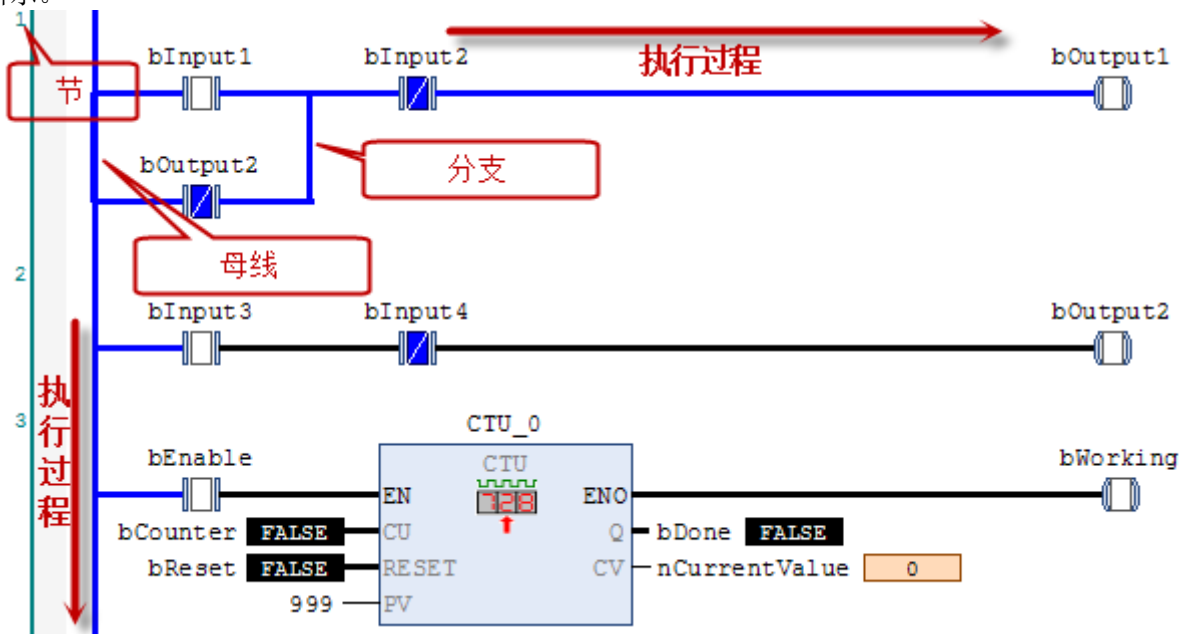 1
bInput1
bInput2
执行过程
bOutput1
节
bOutput2
分支
母线
2
bInput3
bInput4
bOutput2
执行过程
3
CTU_0
bEnable
CTU
bWorking
EN
728
ENO
bCounter FALSE CU
Q bDone FALSE
bReset FALSE RESET
CV nCurrentValue 0
999 PV